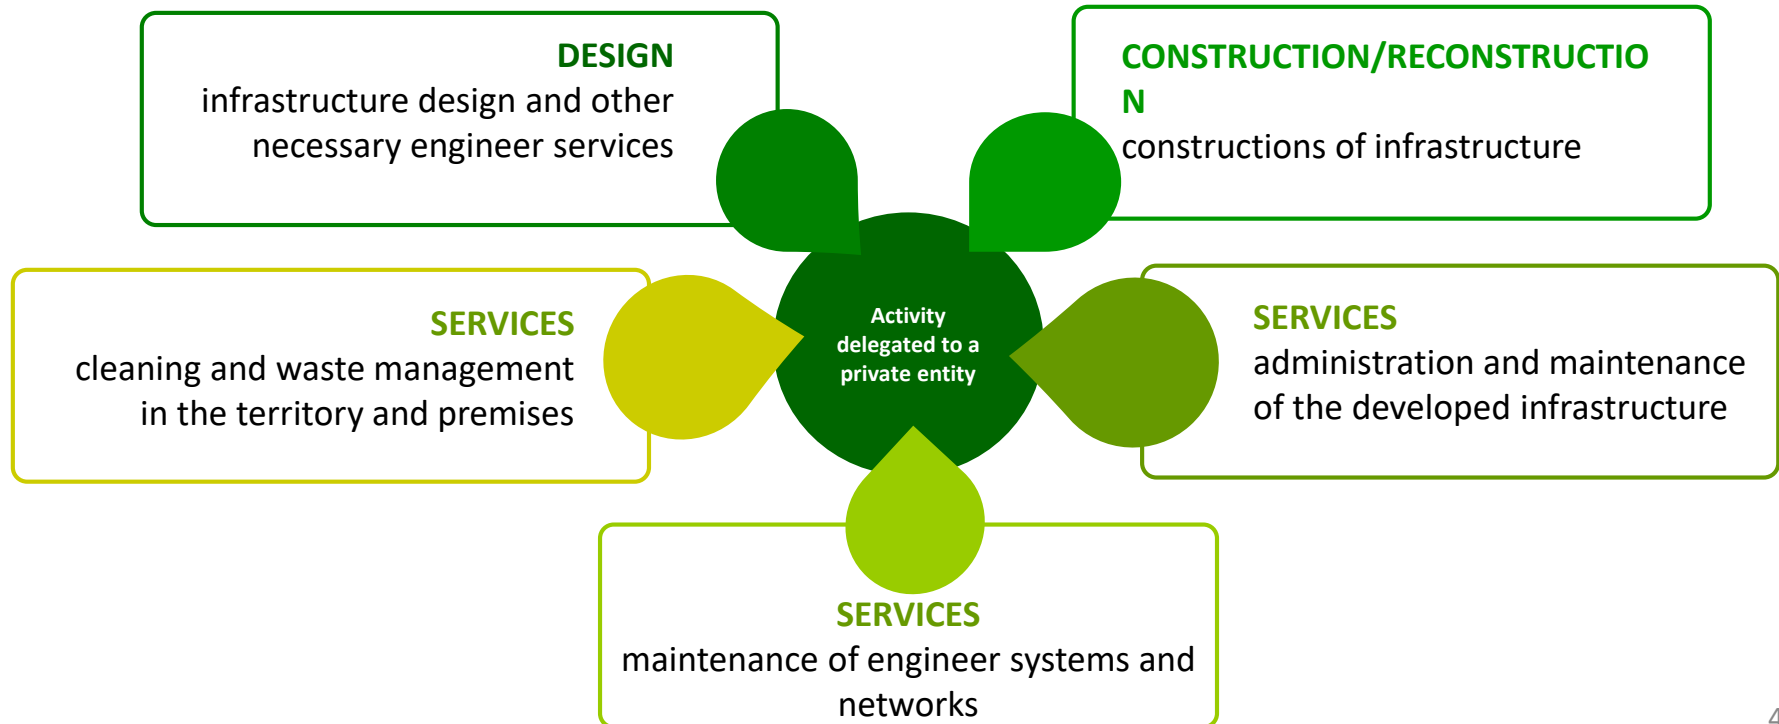 DESIGN
infrastructure design and other
necessary engineer services
CONSTRUCTION/RECONSTRUCTIO
N
constructions of infrastructure
SERVICES
cleaning and waste management
in the territory and premises
Activity
delegated to a
private entity
SERVICES
administration and maintenance
of the developed infrastructure
SERVICES
maintenance of engineer systems and
networks
4